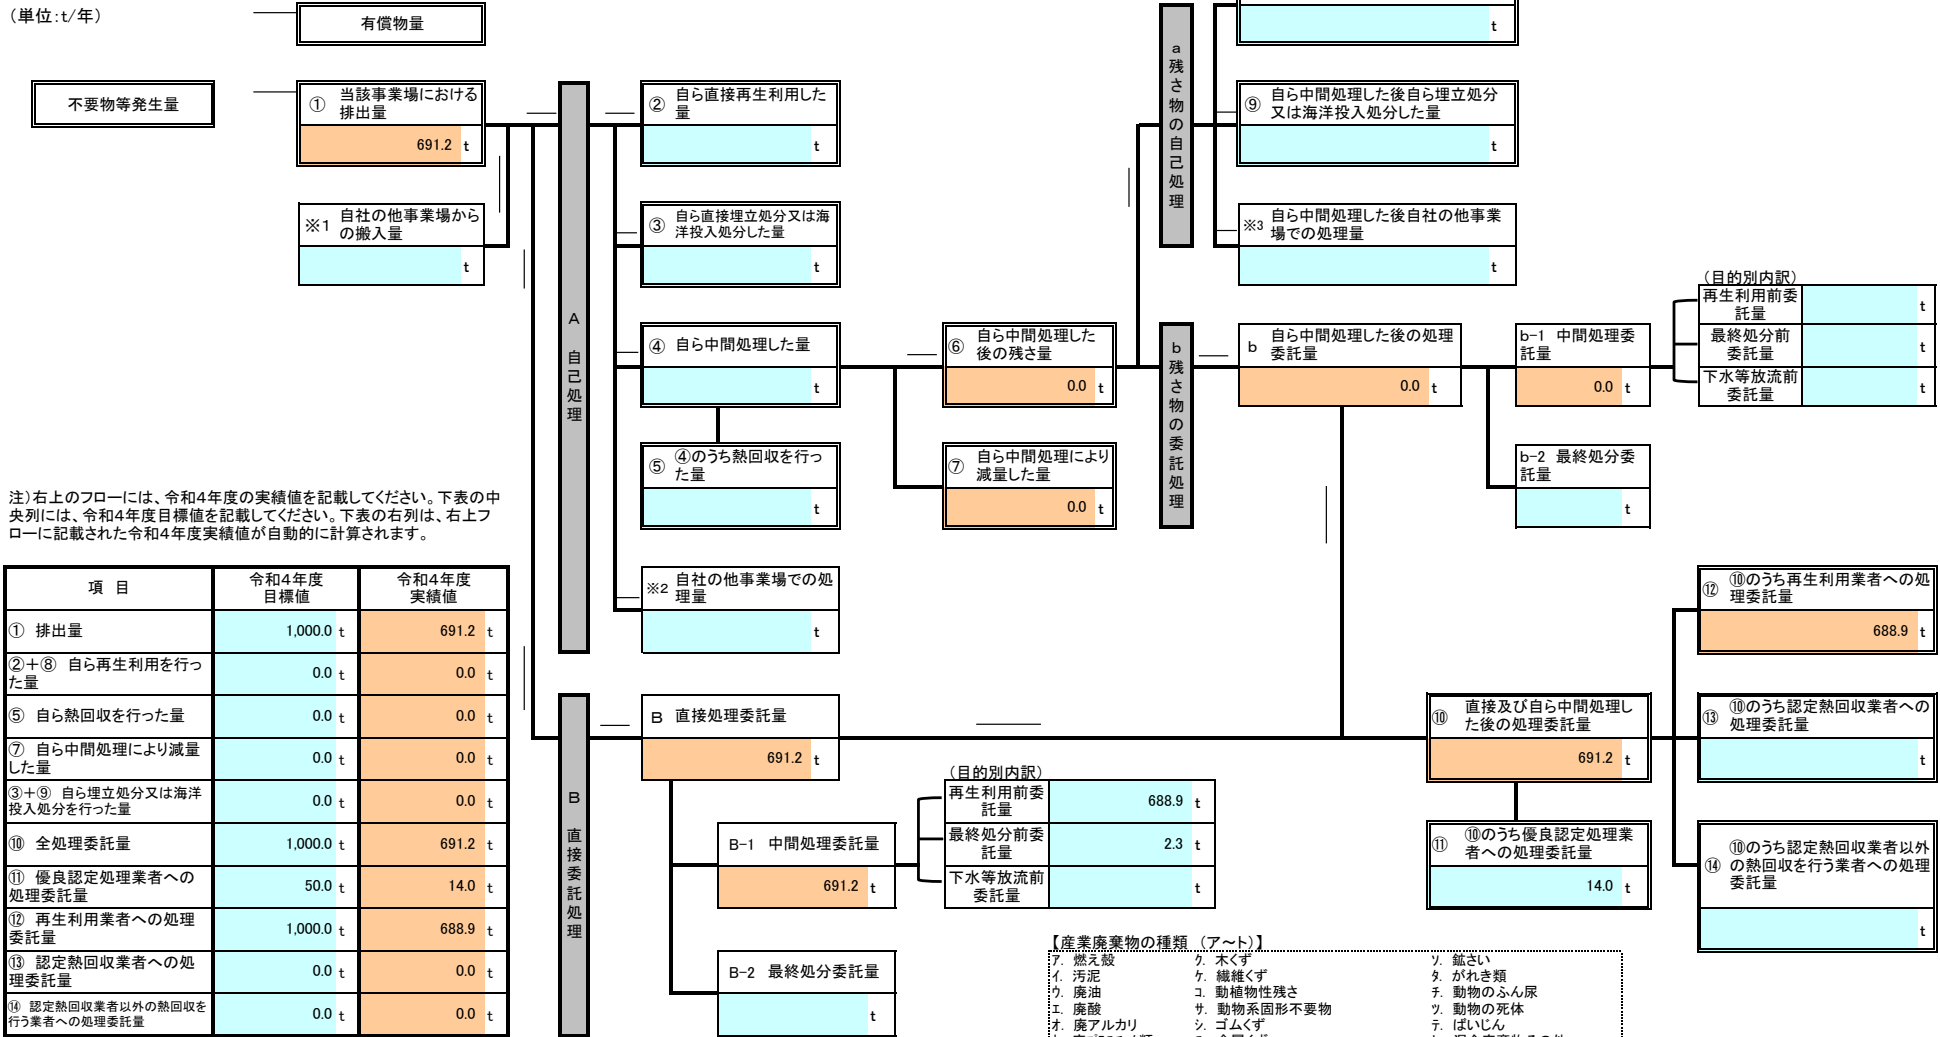 (単位:t/年)
有償物量
t
不要物等発生量
① 当該事業場における
排出量
691.2 t
※1 自社の他事業場から
の搬入量
t
A 自己処理
② 自ら直接再生利用した
量
t
③ 自ら直接埋立処分又は海
洋投入処分した量
t
④ 自ら中間処理した量
t
⑤ ④のうち熱回収を行っ
た量
t
※2 自社の他事業場での処
理量
t
⑥ 自ら中間処理した
後の残さ量
0.0 t
⑦ 自ら中間処理により
減量した量
0.0 t
a残さ物の自己処理
⑨ 自ら中間処理した後自ら埋立処分
又は海洋投入処分した量
t
※3 自ら中間処理した後自社の他事業
場での処理量
t
b残さ物の委託処理
b 自ら中間処理した後の処理
委託量
0.0 t
b-1 中間処理委
託量
0.0 t
b-2 最終処分委
託量
t
(目的別内訳)
再生利用前委
託量
t
最終処分前
委託量
t
下水等放流前
委託量
t
注)右上のフローには、令和4年度の実績値を記載してください。下表の中
央列には、令和4年度目標値を記載してください。下表の右列は、右上フ
ローに記載された令和4年度実績値が自動的に計算されます。
項 目
令和4年度
目標値
令和4年度
実績値
① 排出量 1,000.0 t 691.2 t
②+⑧ 自ら再生利用を行っ
た量 0.0 t 0.0 t
⑤ 自ら熱回収を行った量 0.0 t 0.0 t
⑦ 自ら中間処理により減量
した量 0.0 t 0.0 t
③+⑨ 自ら埋立処分又は海洋
投入処分を行った量 0.0 t 0.0 t
⑩ 全処理委託量 1,000.0 t 691.2 t
⑪ 優良認定処理業者への
処理委託量 50.0 t 14.0 t
⑫ 再生利用業者への処理
委託量 1,000.0 t 688.9 t
⑬ 認定熱回収業者への処
理委託量 0.0 t 0.0 t
⑭ 認定熱回収業者以外の熱回収を
行う業者への処理委託量 0.0 t 0.0 t
B 直接委託処理
B 直接処理委託量
691.2 t
B-1 中間処理委託量
691.2 t
B-2 最終処分委託量
t
(目的別内訳)
再生利用前委
託量
688.9 t
最終処分前委
託量
2.3 t
下水等放流前
委託量
t
⑩ 直接及び自ら中間処理し
た後の処理委託量
691.2 t
⑪ ⑩のうち優良認定処理業
者への処理委託量
14.0 t
⑫ ⑩のうち再生利用業者への処
理委託量
688.9 t
⑬ ⑩のうち認定熱回収業者への
処理委託量
t
⑭ ⑩のうち認定熱回収業者以外
の熱回収を行う業者への処理
委託量
t
【産業廃棄物の種類 (ア~ト)】
ア. 燃え殻 ク. 木くず ソ. 鉱さい
イ. 汚泥 ケ. 繊維くず タ. がれき類
ウ. 廃油 コ. 動植物性残さ チ. 動物のふん尿
エ. 廃酸 サ. 動物系固形不要物 ツ. 動物の死体
オ. 廃アルカリ シ. ゴムくず テ. ばいじん